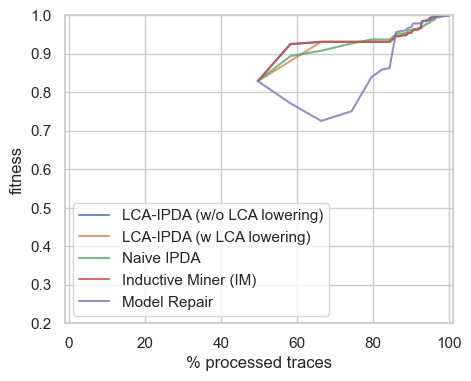 1.0
0.9
0.8
0.7
0.6
0.5
0.4
0.3
0.2
fitness
LCA-IPDA (w/o LCA lowering)
LCA-IPDA (w LCA lowering)
Naive IPDA
Inductive Miner (IM)
Model Repair
0 20 40 60 80 100
% processed traces